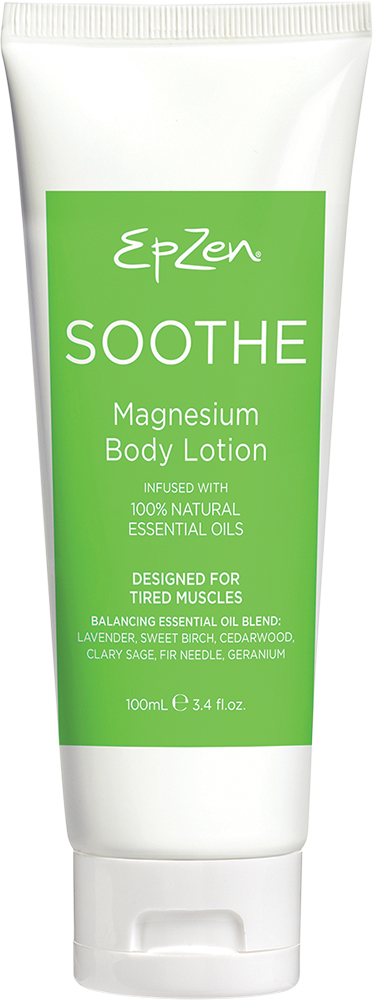 EpZen®
SOOTHE
Magnesium
Body Lotion
INFUSED WITH
100% NATURAL
ESSENTIAL OILS
DESIGNED FOR
TIRED MUSCLES
BALANCING ESSENTIAL OIL BLEND:
LAVENDER, SWEET BIRCH, CEDARWOOD,
CLARY SAGE, FIR NEEDLE, GERANIUM
100mL ℮ 3.4 fl.oz.